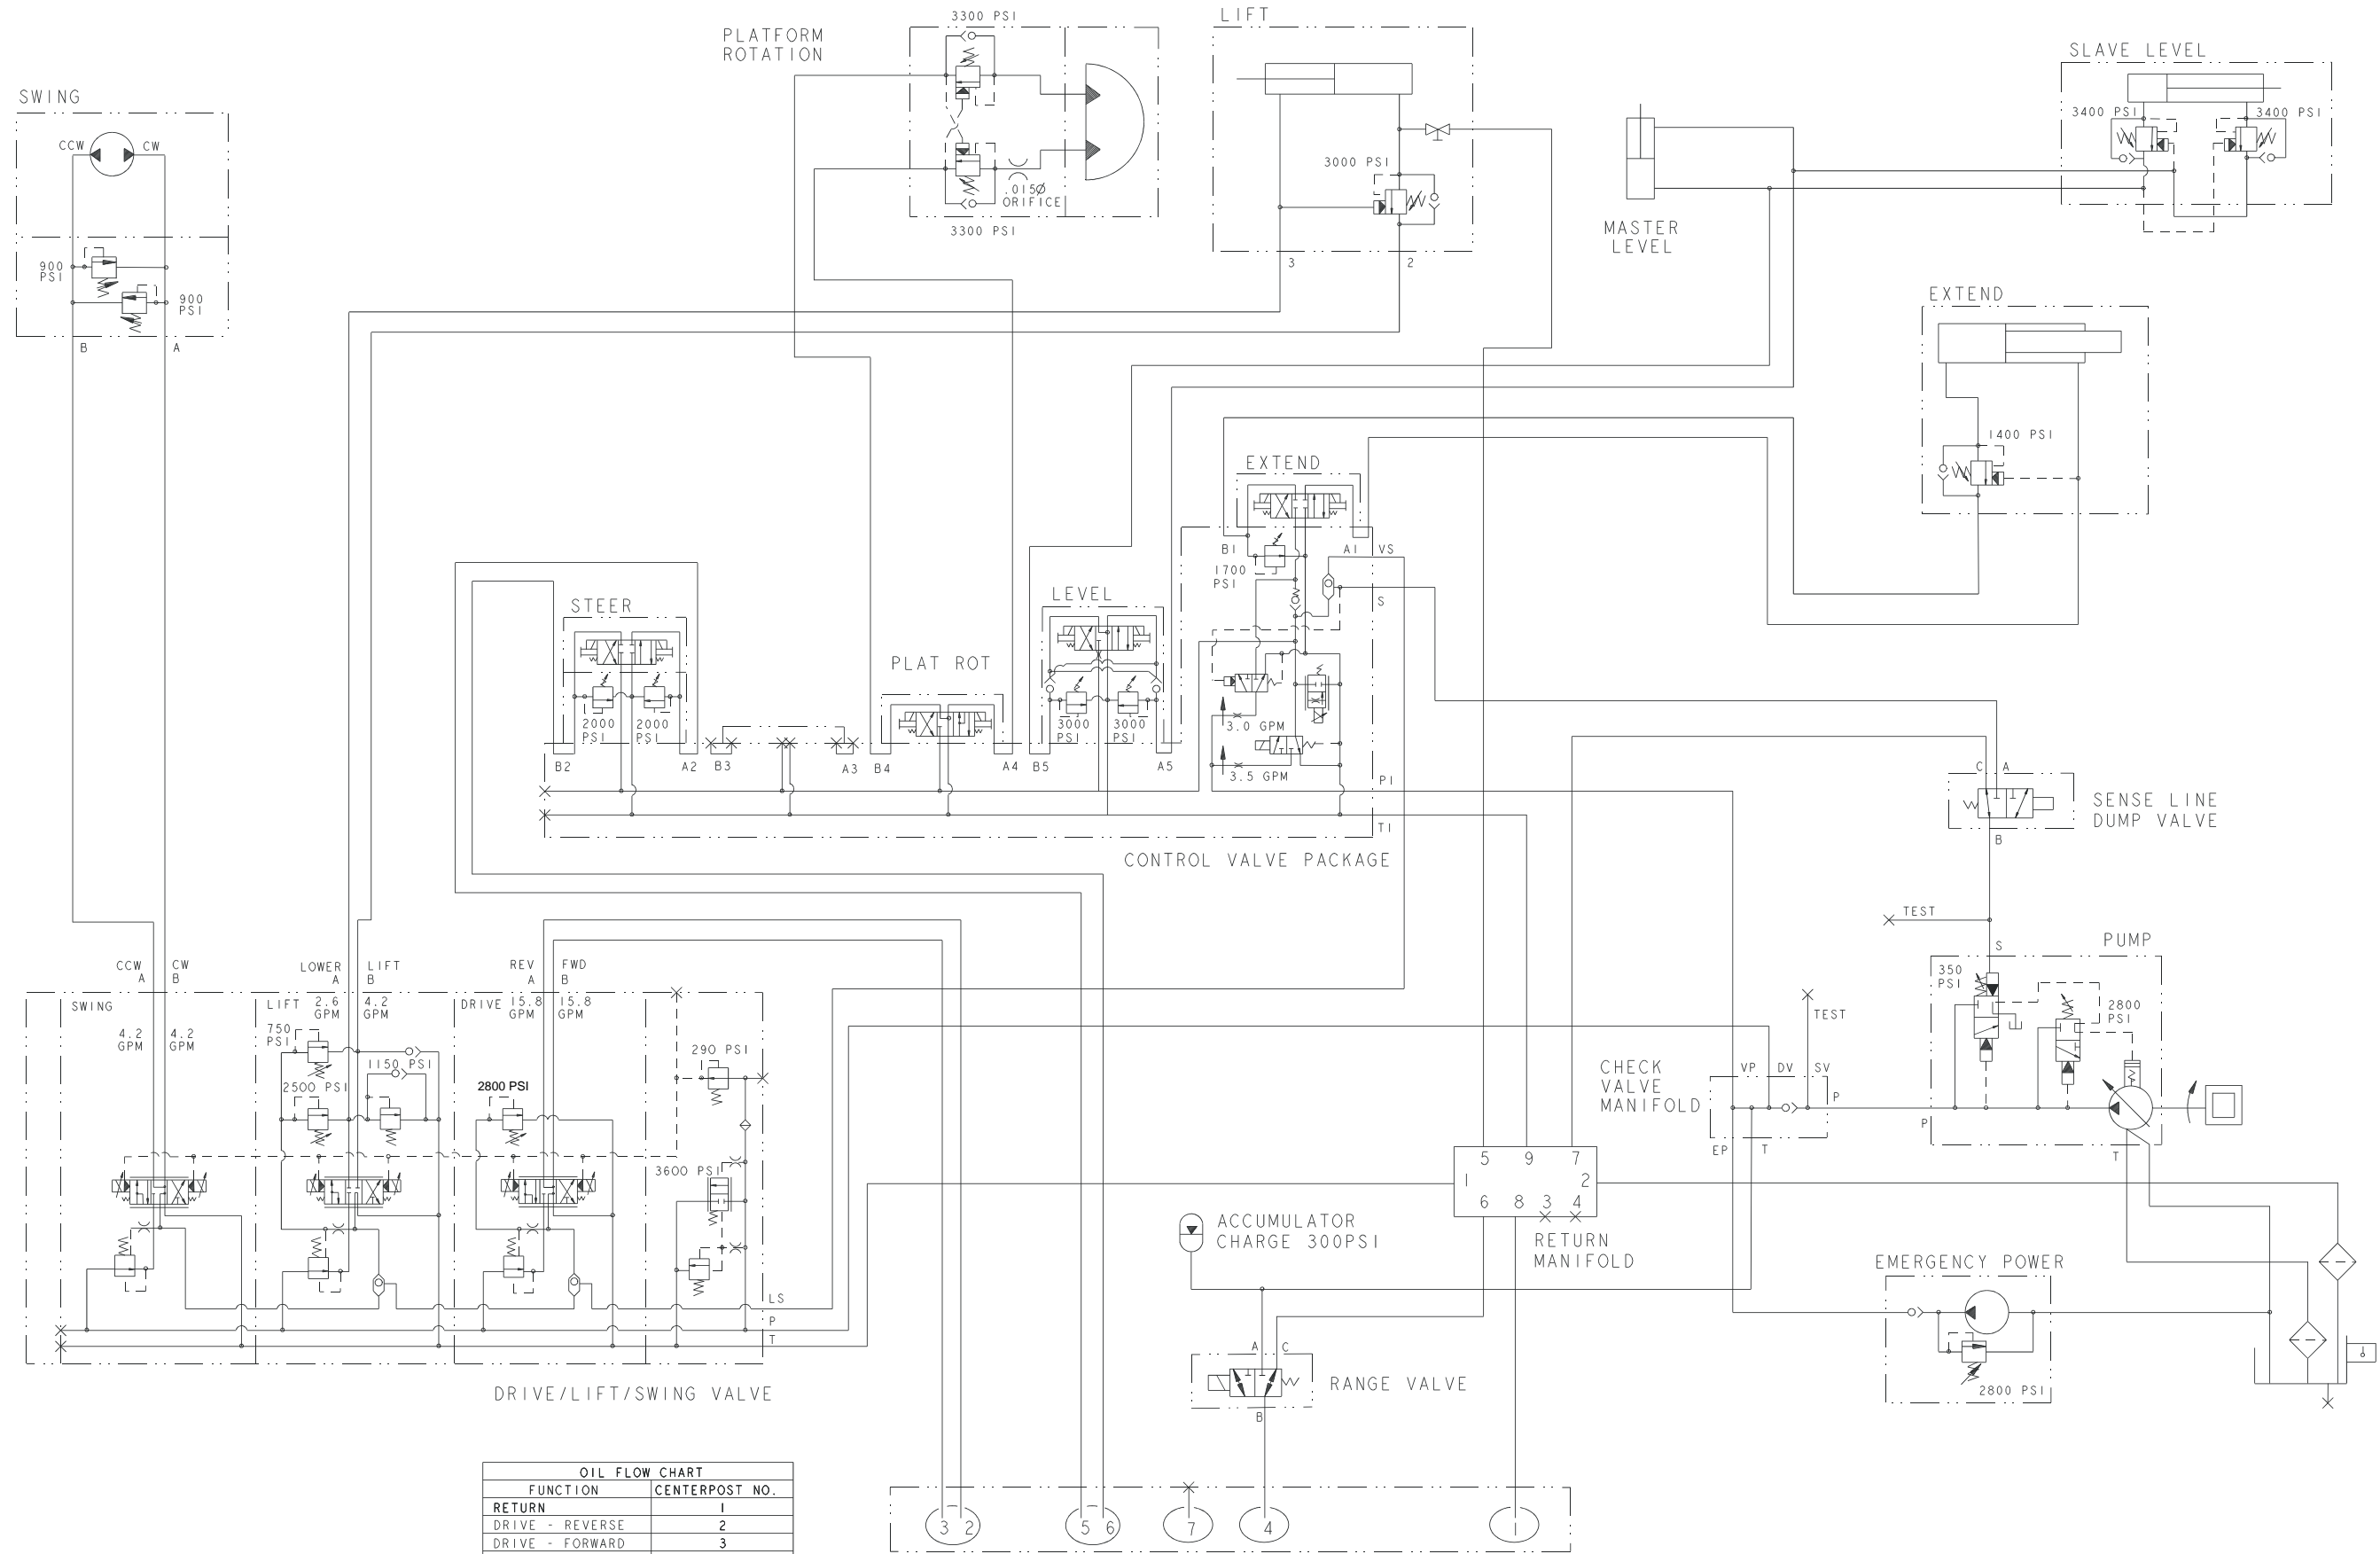 PLATFORM
ROTATION
3300 PSI
.015Ø
ORIFICE
3300 PSI
LIFT
3000 PSI
3
2
SLAVE LEVEL
3400 PSI
3400 PSI
MASTER
LEVEL
SWING
CCW
CW
900
PSI
900
PSI
B
A
EXTEND
1400 PSI
EXTEND
B1
A1
VS
1700
PSI
S
3.0 GPM
3.5 GPM
P1
T1
STEER
2000
PSI
2000
PSI
PLAT ROT
LEVEL
3000
PSI
3000
PSI
B2
A2
B3
A3
B4
A4
B5
A5
CONTROL VALVE PACKAGE
C
A
SENSE LINE
DUMP VALVE
B
TEST
PUMP
S
350
PSI
2800
PSI
P
T
TEST
CHECK
VALVE
MANIFOLD
VP
DV
SV
P
EP
T
CCW
A
CW
B
LOWER
A
LIFT
B
REV
A
FWD
B
SWING
4.2
GPM
4.2
GPM
LIFT
2.6
GPM
4.2
GPM
750
PSI
1150 PSI
2500 PSI
DRIVE
15.8
GPM
15.8
GPM
2800 PSI
290 PSI
3600 PSI
LS
P
T
DRIVE/LIFT/SWING VALVE
5 9 7
1 2
6 8 3 4
RETURN
MANIFOLD
ACCUMULATOR
CHARGE 300PSI
EMERGENCY POWER
2800 PSI
A
C
RANGE VALVE
B
OIL FLOW CHART
FUNCTION CENTERPOST NO.
RETURN 1
DRIVE - REVERSE 2
DRIVE - FORWARD 3
3 2
5 6
7
4
1